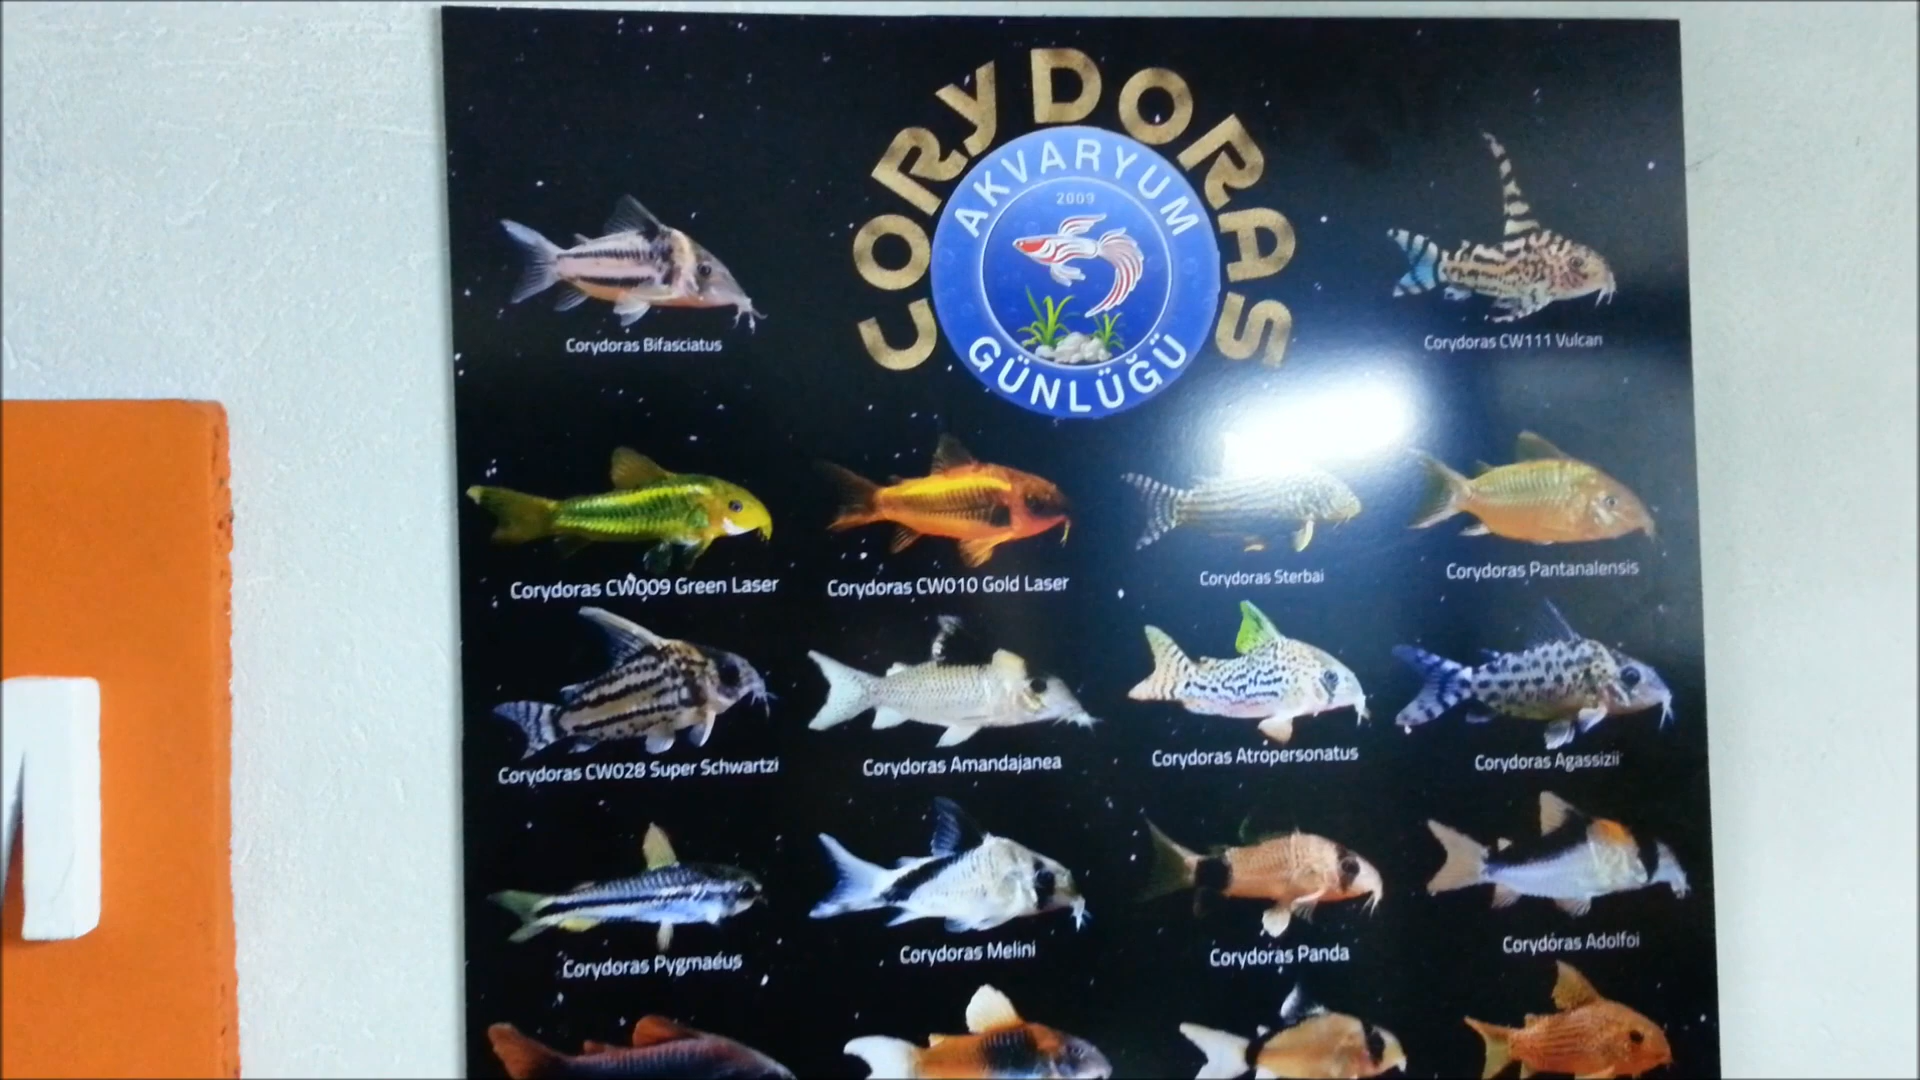 CORYDORAS
AKVARYUM
2009
GÜNLÜĞÜ
Corydoras Bifasciatus
Corydoras CW111 Vulcan
Corydoras CW009 Green Laser
Corydoras CW010 Gold Laser
Corydoras Sterbai
Corydoras Pantanalensis
Corydoras CW028 Super Schwartzi
Corydoras Amandajanea
Corydoras Atropersonatus
Corydoras Agassizii
Corydoras Pygmaeus
Corydoras Melini
Corydoras Panda
Corydoras Adolfoi